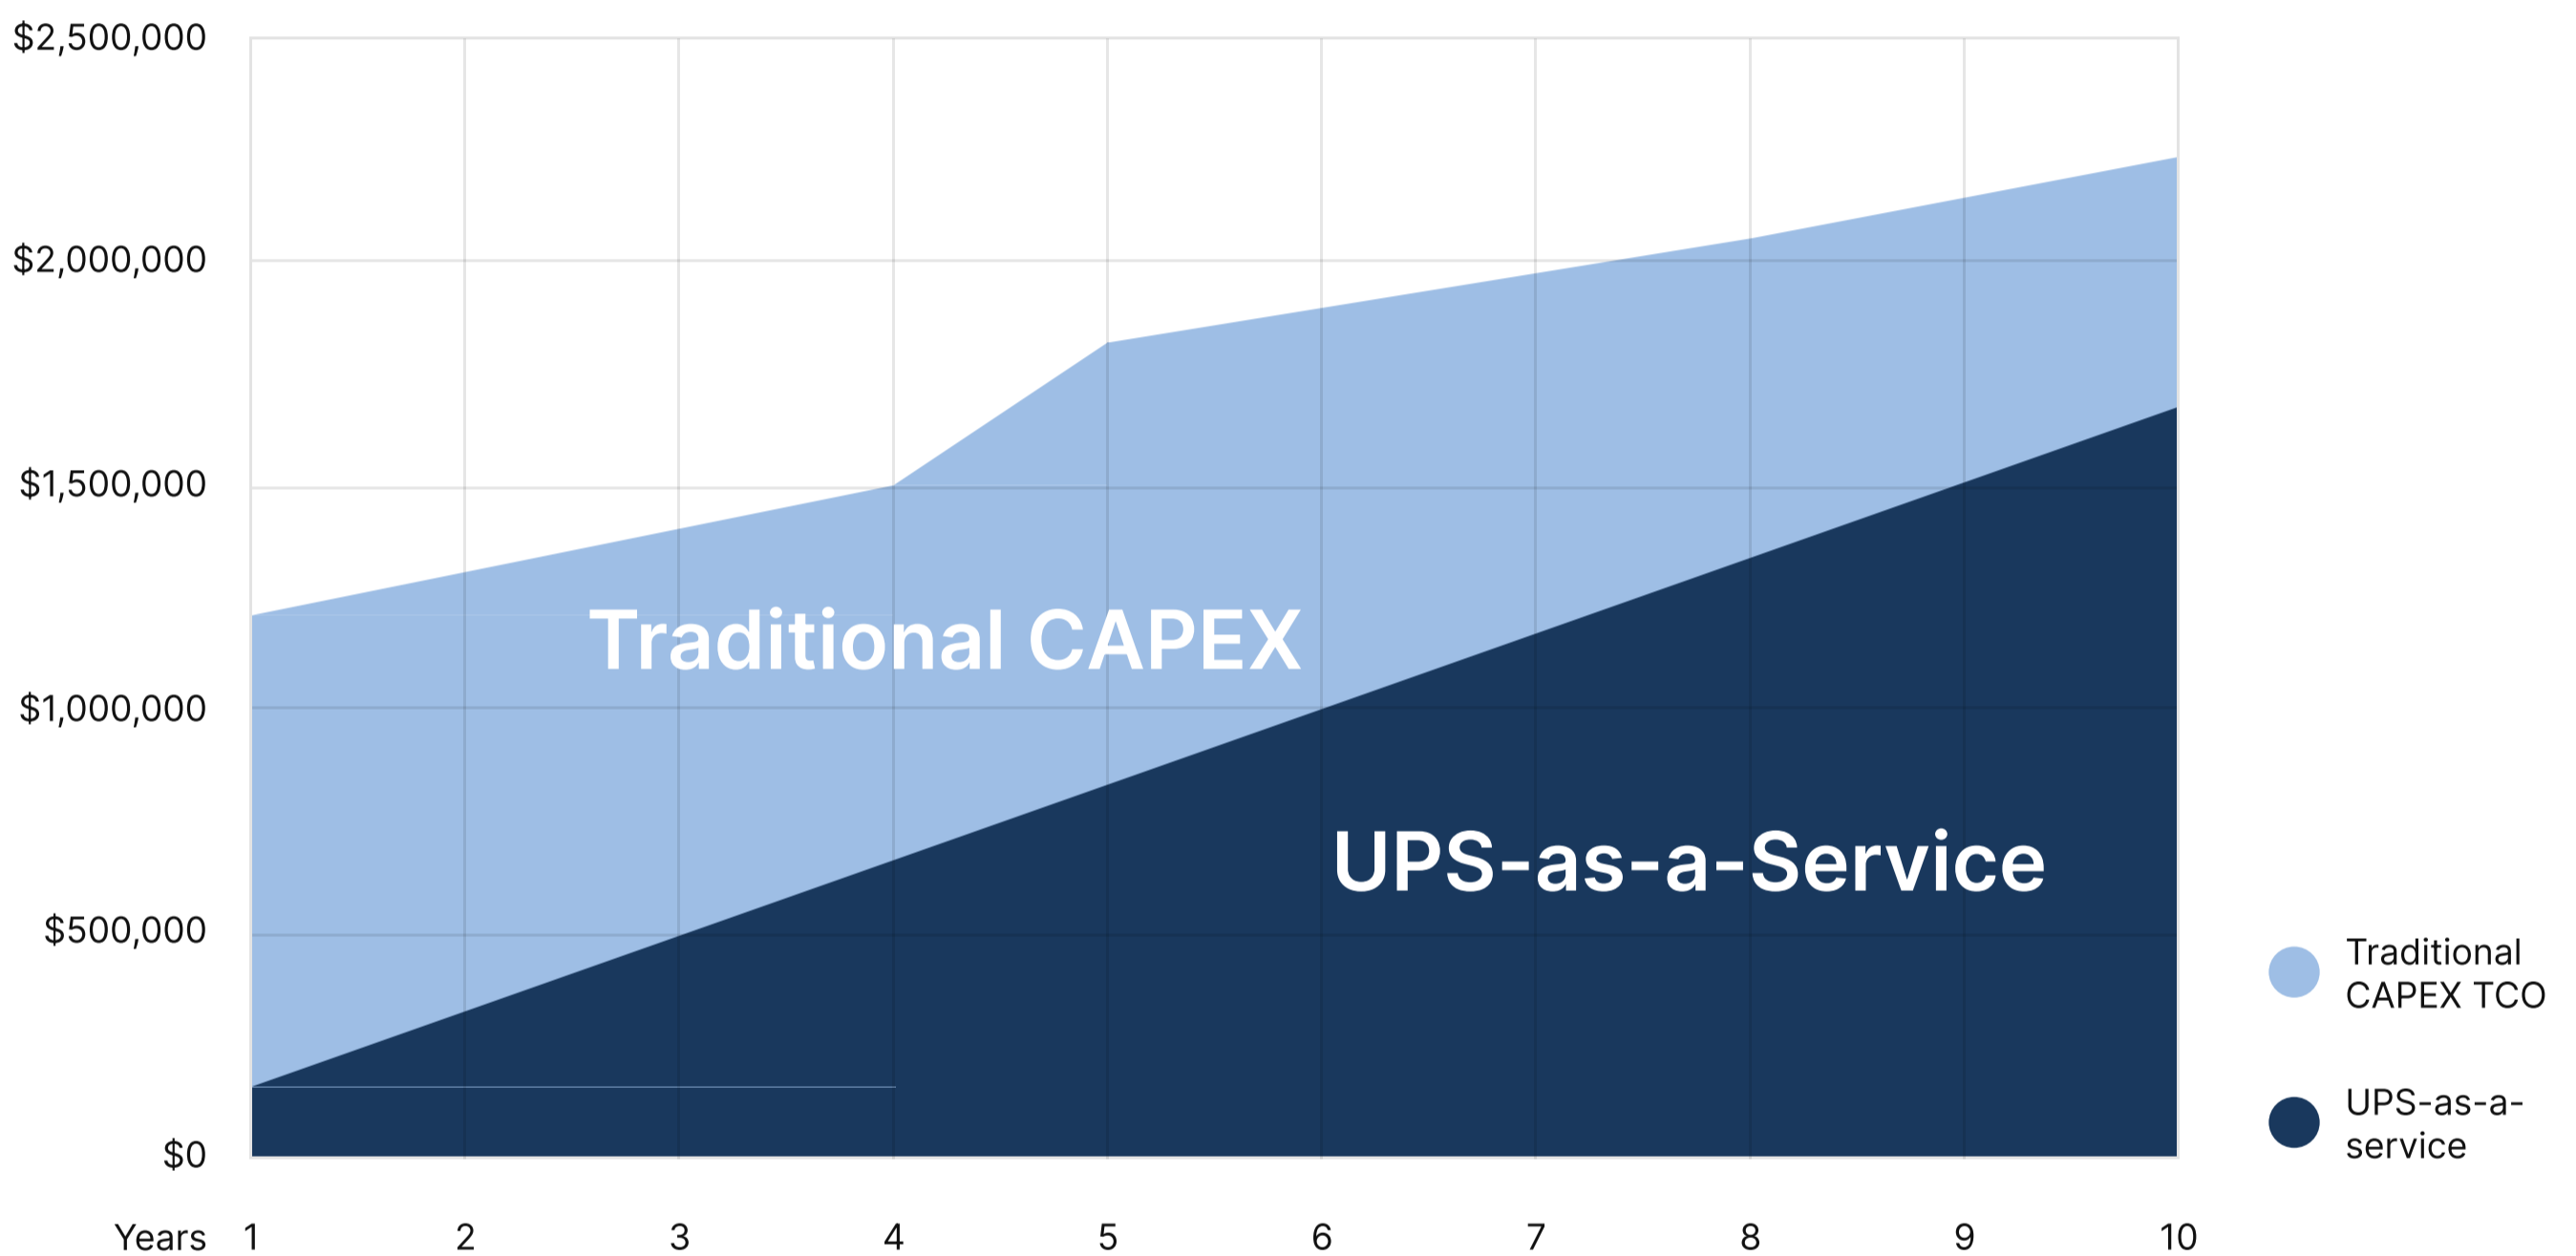 $2,500,000
$2,000,000
$1,500,000
$1,000,000
$500,000
$0
Traditional CAPEX
UPS-as-a-Service
Traditional
CAPEX TCO
UPS-as-a-
service
Years 1 2 3 4 5 6 7 8 9 10